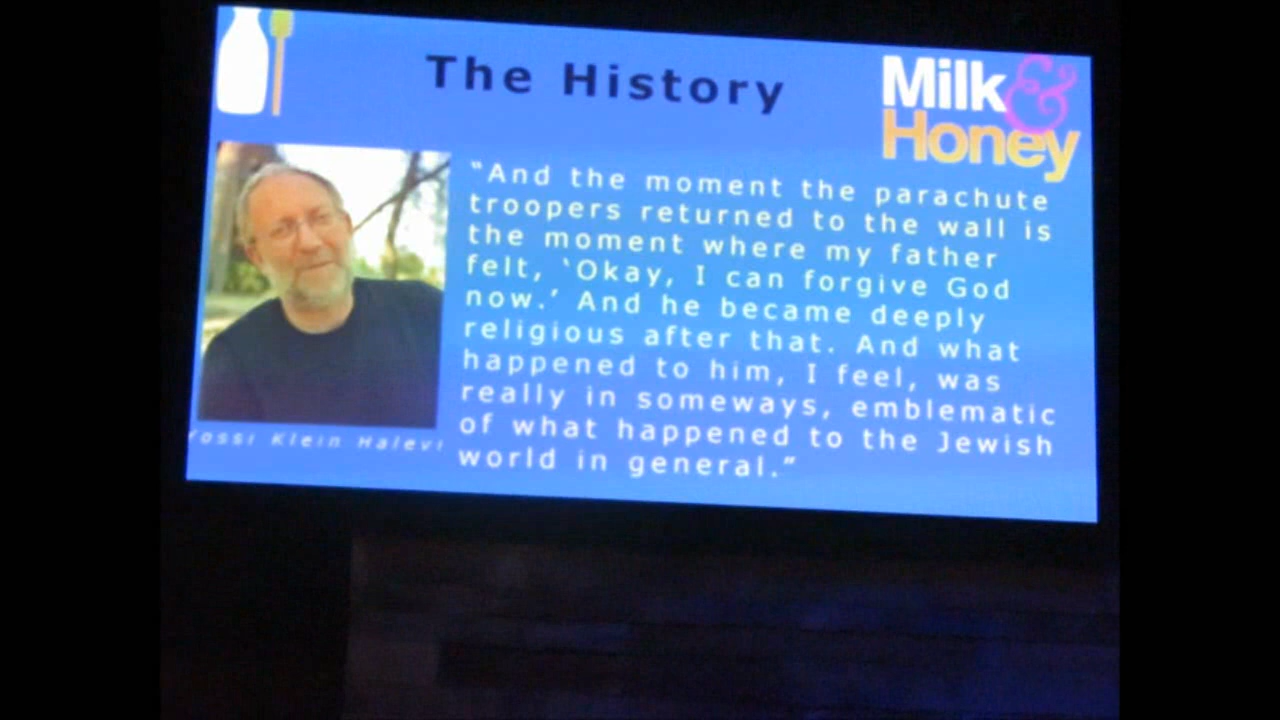 The History
Milk &
Honey
“And the moment the parachute
troopers returned to the wall is
the moment where my father
felt, ‘Okay, I can forgive God
now.’ And he became deeply
religious after that. And what
happened to him, I feel, was
really in someways, emblematic
of what happened to the Jewish
world in general.”
Yossi Klein Halevi